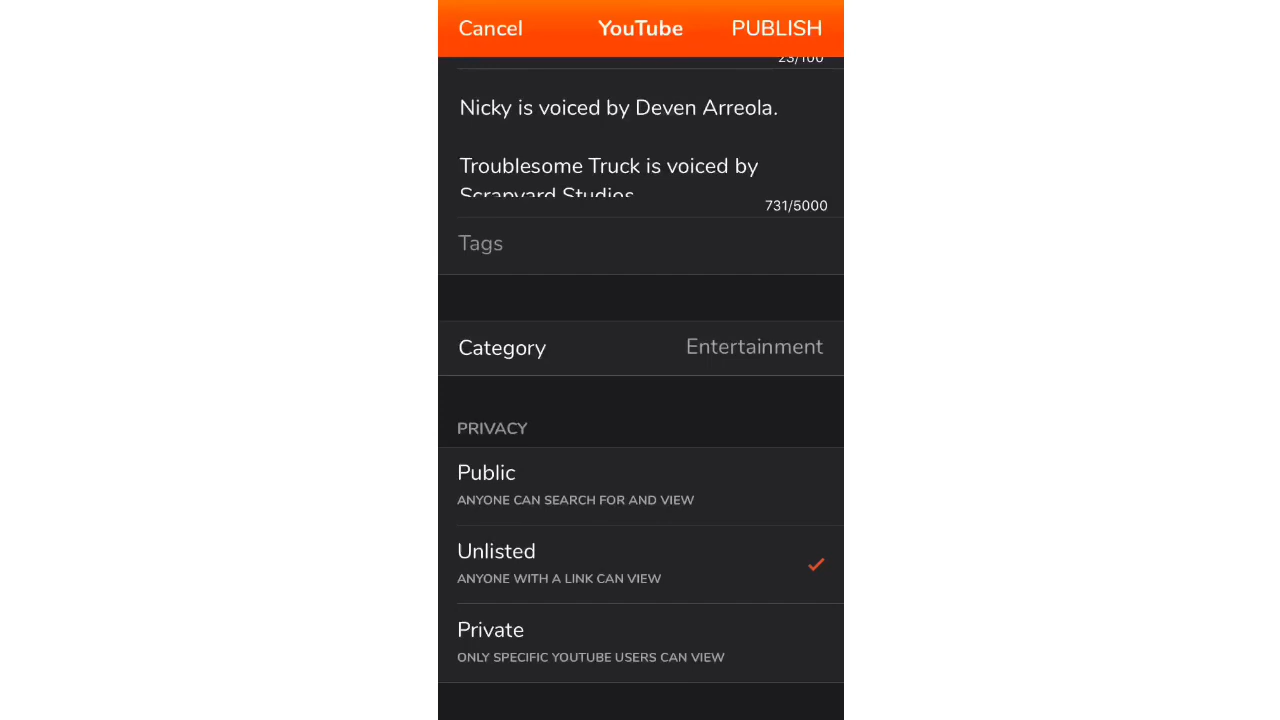 Cancel YouTube PUBLISH
23/100
Nicky is voiced by Deven Arreola.
Troublesome Truck is voiced by
Scrapyard Studios
731/5000
Tags
Category Entertainment
PRIVACY
Public
ANYONE CAN SEARCH FOR AND VIEW
Unlisted
ANYONE WITH A LINK CAN VIEW
Private
ONLY SPECIFIC YOUTUBE USERS CAN VIEW